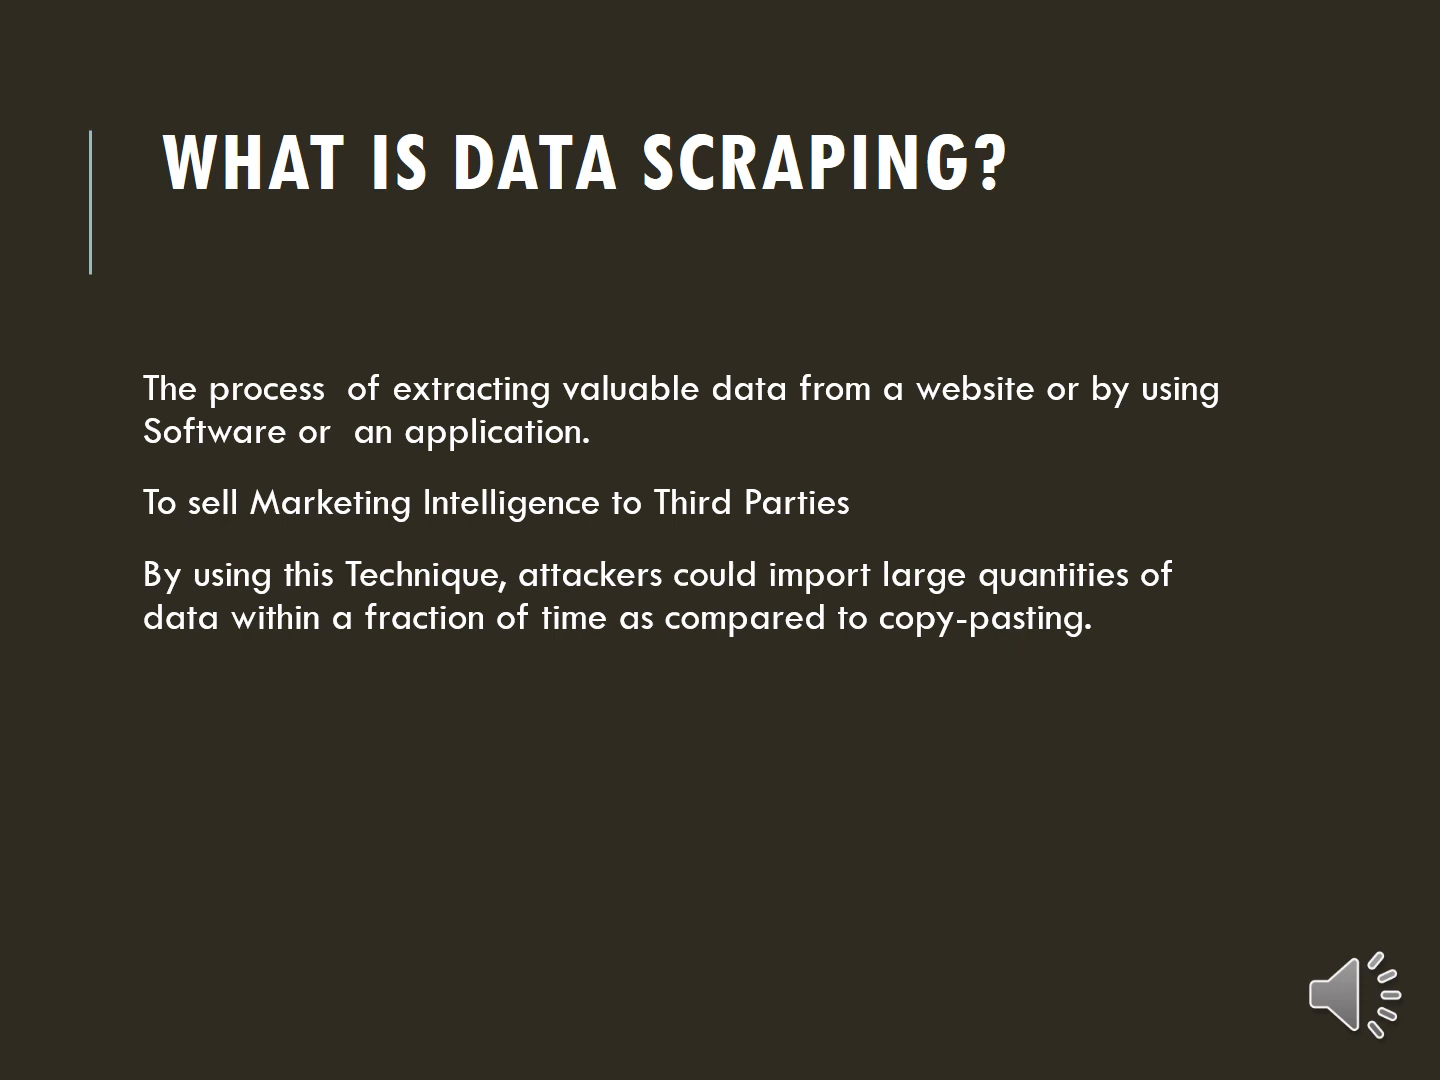 WHAT IS DATA SCRAPING?
The process  of extracting valuable data from a website or by using
Software or  an application.
To sell Marketing Intelligence to Third Parties
By using this Technique, attackers could import large quantities of
data within a fraction of time as compared to copy-pasting.